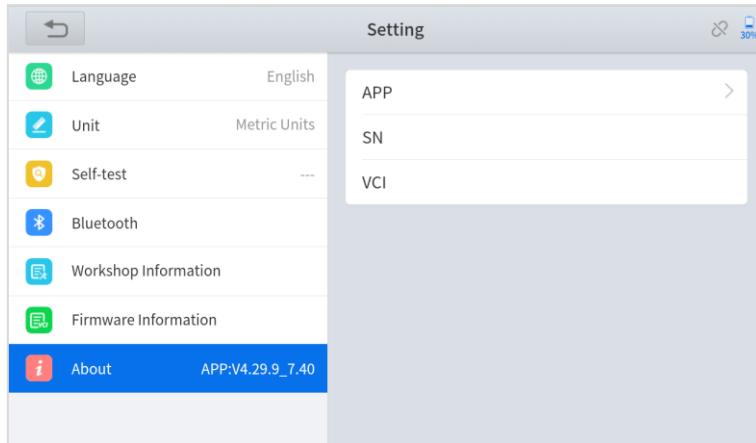 Setting
30%
Language English
Unit Metric Units
Self-test ---
Bluetooth
Workshop Information
Firmware Information
About APP:V4.29.9_7.40
APP
SN
VCI